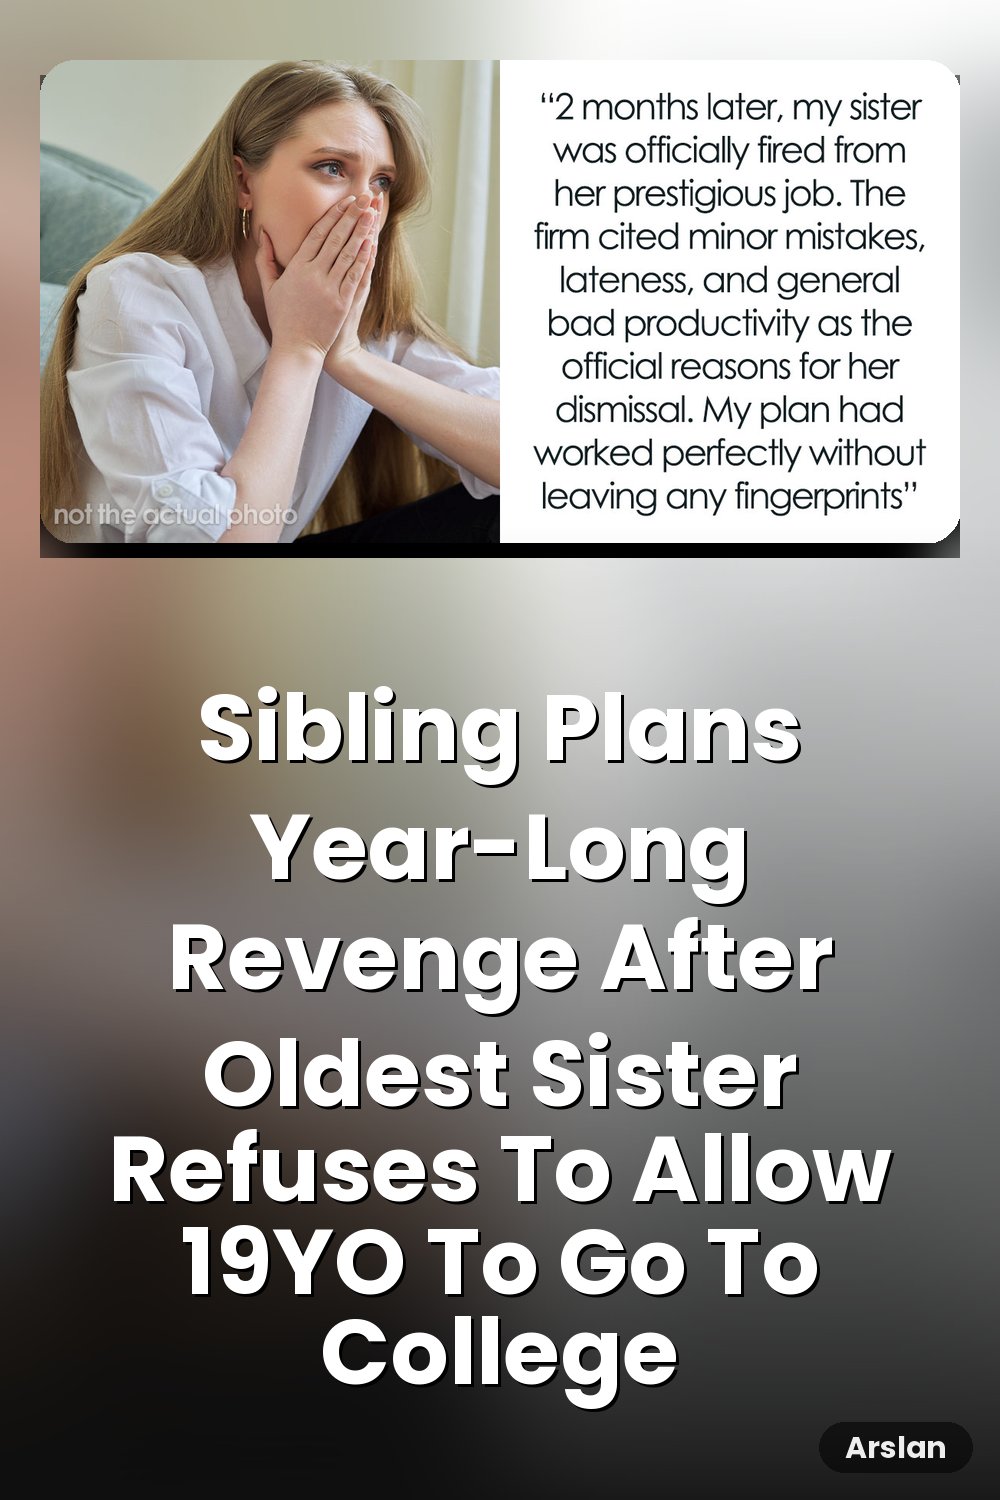 “2 months later, my sister
was officially fired from
her prestigious job. The
firm cited minor mistakes,
lateness, and general
bad productivity as the
official reasons for her
dismissal. My plan had
worked perfectly without
leaving any fingerprints”
not the actual photo
Sibling Plans
Year-Long
Revenge After
Oldest Sister
Refuses To Allow
19YO To Go To
College
Arslan